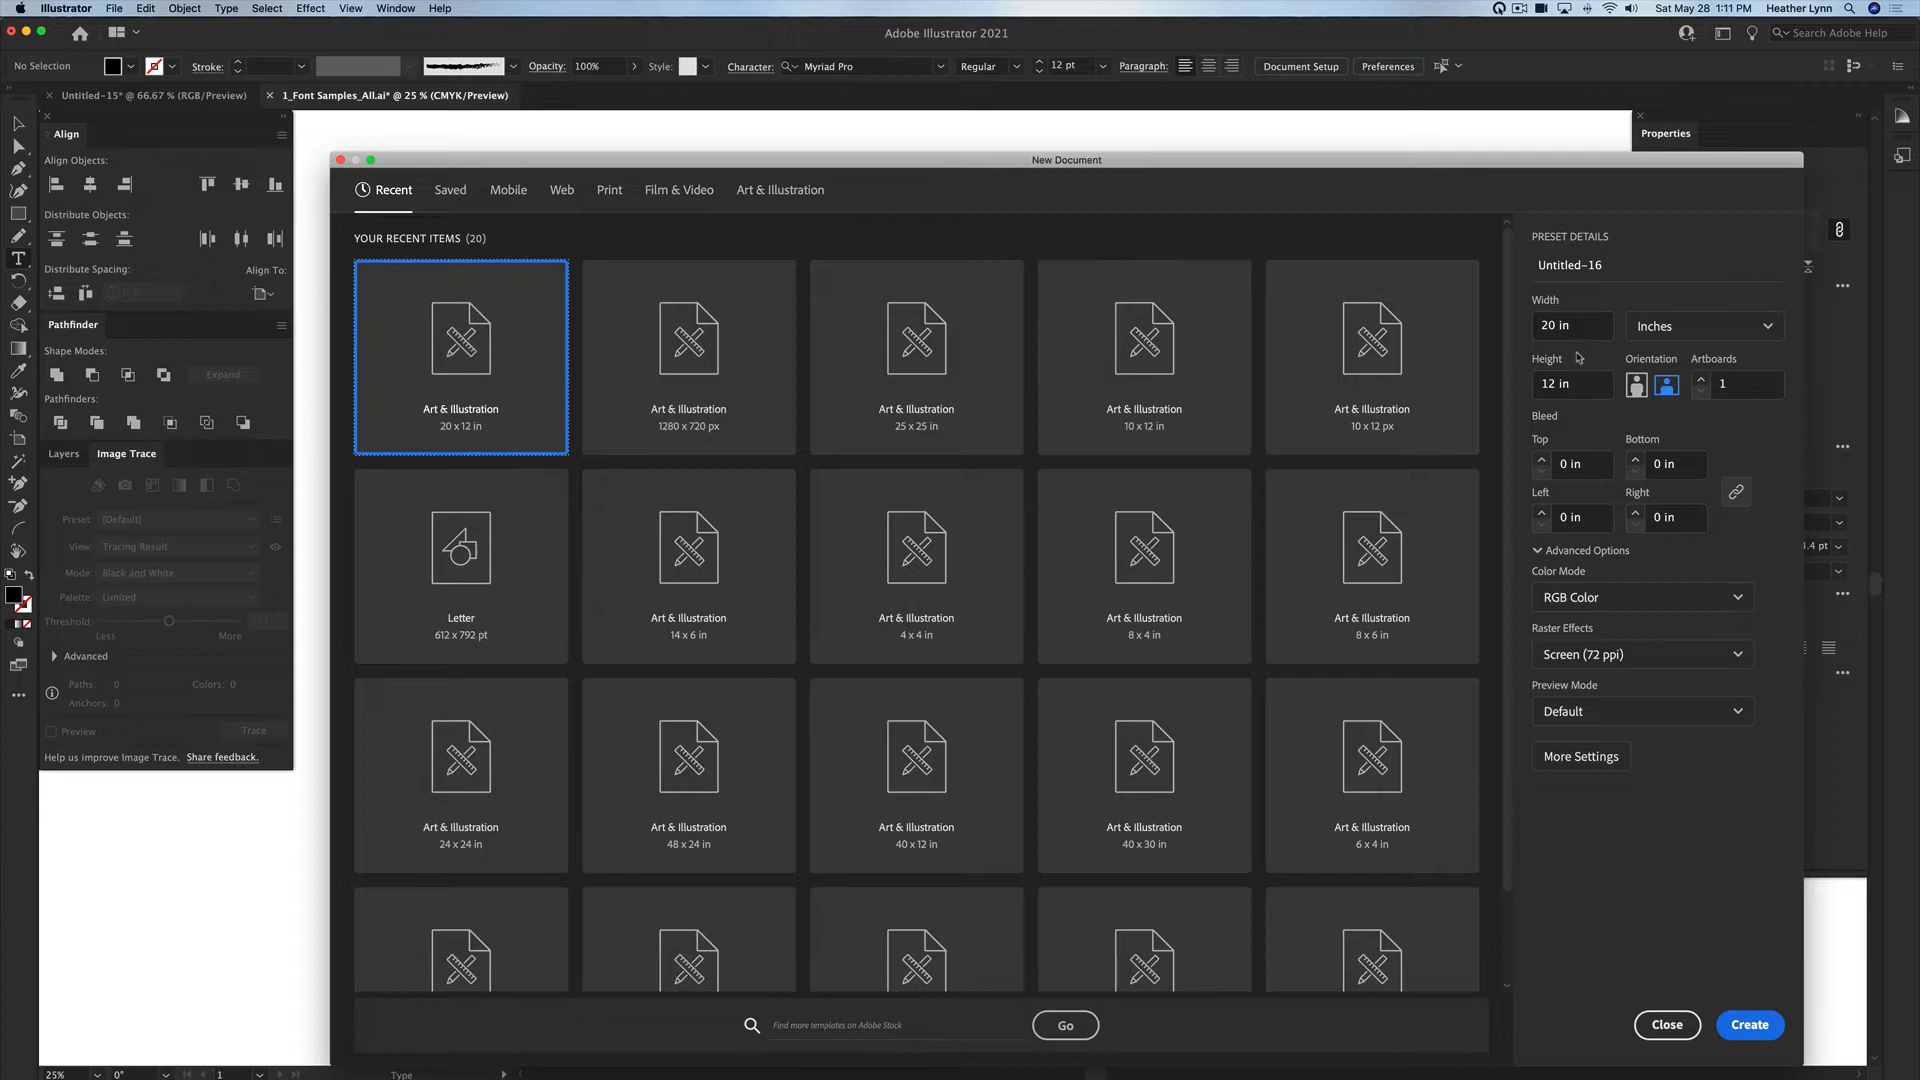 Illustrator File Edit Object Type Select Effect View Window Help
Sat May 28 1:11 PM Heather Lynn
Adobe Illustrator 2021
Search Adobe Help
No Selection Stroke: Opacity: 100% Style: Character: Myriad Pro Regular 12 pt Paragraph: Document Setup Preferences
Untitled-15* @ 66.67 % (RGB/Preview) 1_Font Samples_All.ai* @ 25 % (CMYK/Preview)
Align
Align Objects:
Distribute Objects:
Distribute Spacing: Align To:
Pathfinder
Shape Modes:
Expand
Pathfinders:
Layers Image Trace
Preset: [Default]
View: Tracing Result
Mode: Black and White
Palette: Limited
Threshold:
Less More
Advanced
Paths: 0 Colors: 0
Anchors: 0
Preview Trace
Help us improve Image Trace. Share feedback.
Properties
New Document
Recent Saved Mobile Web Print Film & Video Art & Illustration
YOUR RECENT ITEMS (20)
Art & Illustration Art & Illustration Art & Illustration Art & Illustration Art & Illustration
20 x 12 in 1280 x 720 px 25 x 25 in 10 x 12 in 10 x 12 px
Letter Art & Illustration Art & Illustration Art & Illustration Art & Illustration
612 x 792 pt 14 x 6 in 4 x 4 in 8 x 4 in 8 x 6 in
Art & Illustration Art & Illustration Art & Illustration Art & Illustration Art & Illustration
24 x 24 in 48 x 24 in 40 x 12 in 40 x 30 in 6 x 4 in
Find more templates on Adobe Stock Go
PRESET DETAILS
Untitled-16
Width
20 in Inches
Height Orientation Artboards
12 in 1
Bleed
Top Bottom
0 in 0 in
Left Right
0 in 0 in
Advanced Options
Color Mode
RGB Color
Raster Effects
Screen (72 ppi)
Preview Mode
Default
More Settings
Close Create
4.4 pt
25% 0° 1 Type